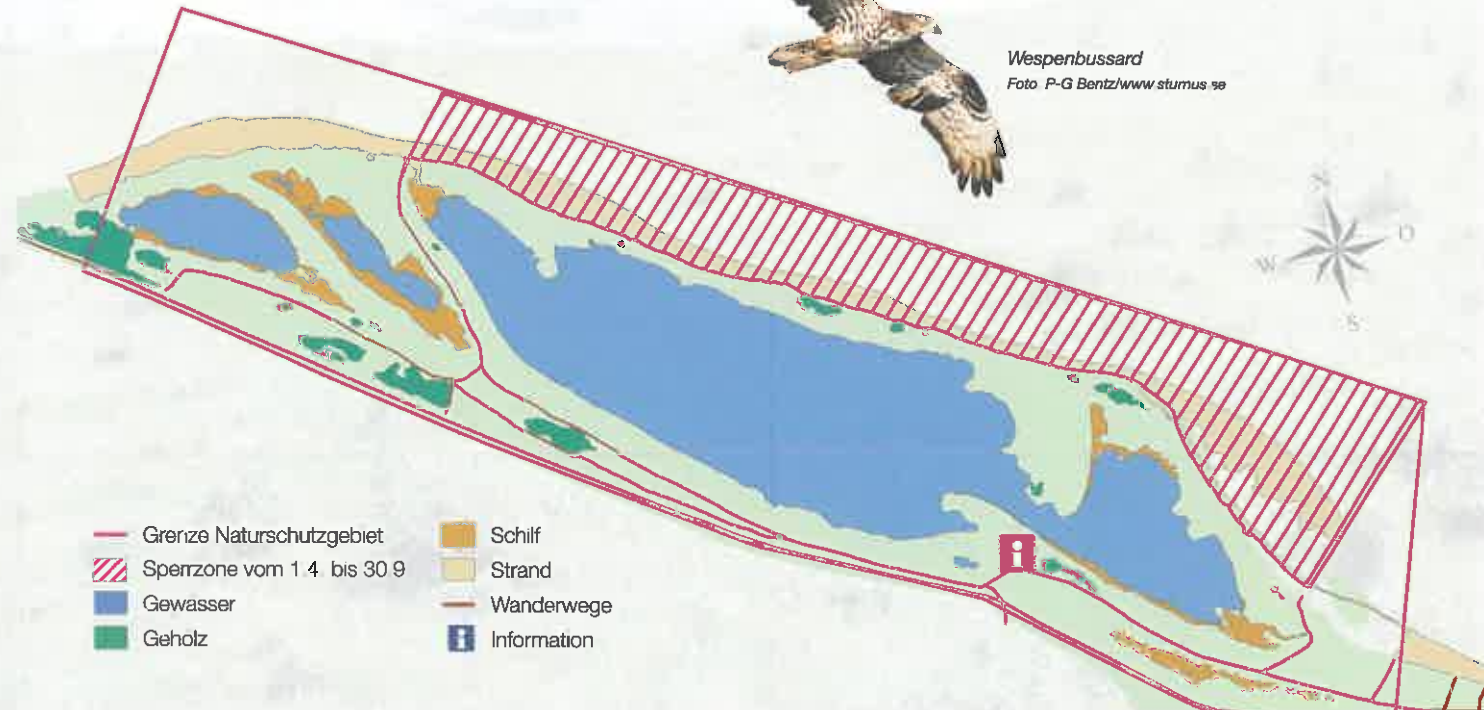 Wespenbussard
Foto P-G Bentz/www sturnus se
N
O
W
S
Grenze Naturschutzgebiet
Sperrzone vom 1 4 bis 30 9
Gewasser
Gehölz
Schilf
Strand
Wanderwege
Information